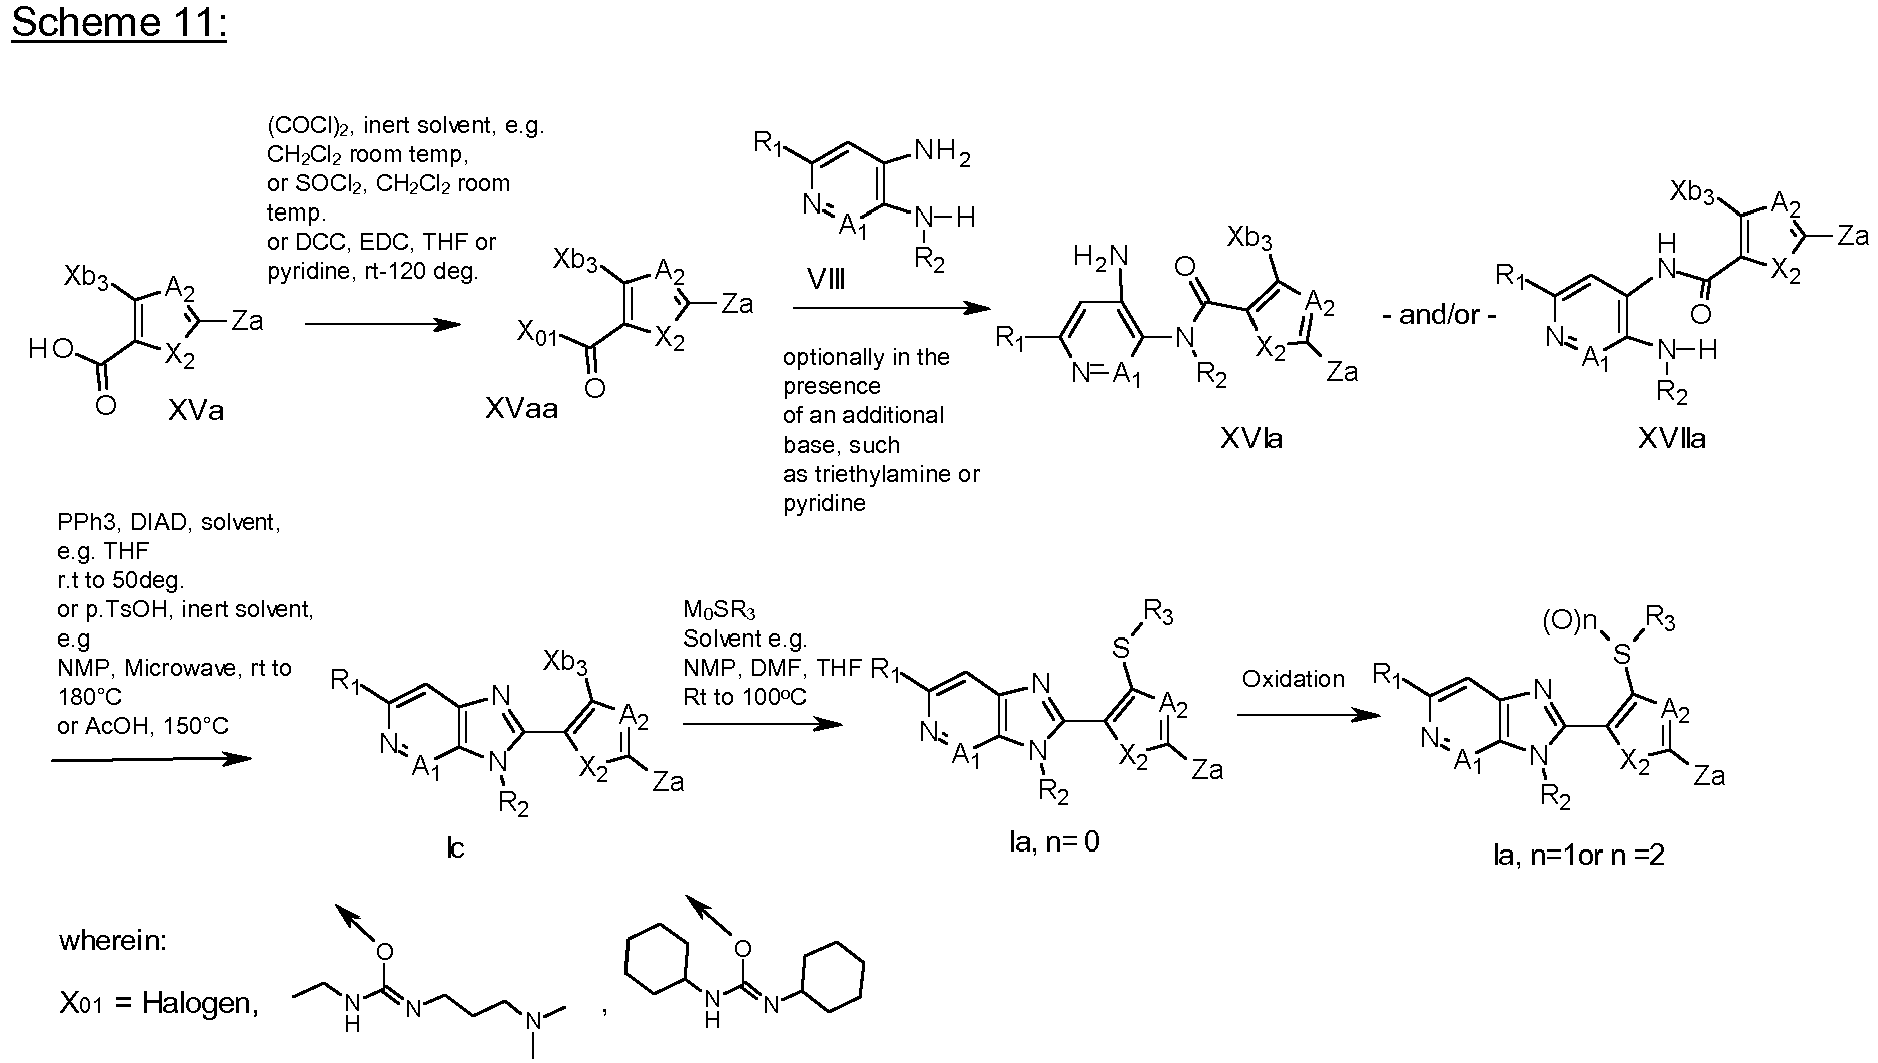 Scheme 11:
(COCl)2, inert solvent, e.g.
CH2Cl2 room temp,
or SOCl2, CH2Cl2 room
temp.
or DCC, EDC, THF or
pyridine, rt-120 deg.
Xb3
A2
Za
X2
HO
O
XVa
Xb3
A2
Za
X2
X01
O
XVaa
R1
NH2
N
A1
N
H
R2
VIII
optionally in the
presence
of an additional
base, such
as triethylamine or
pyridine
H2N
O
Xb3
A2
R1
N
N
A1
R2
X2
Za
XVIa
- and/or -
Xb3
A2
Za
X2
H
N
O
R1
N
A1
N
H
R2
XVIIa
PPh3, DIAD, solvent,
e.g. THF
r.t to 50deg.
or p.TsOH, inert solvent,
e.g
NMP, Microwave, rt to
180°C
or AcOH, 150°C
Xb3
R1
N
A2
N
A1
N
X2
Za
R2
Ic
M0SR3
Solvent e.g.
NMP, DMF, THF
Rt to 100ºC
R3
S
R1
N
A2
N
A1
N
X2
Za
R2
Ia, n= 0
Oxidation
(O)n
R3
S
R1
N
A2
N
A1
N
X2
Za
R2
Ia, n=1or n =2
wherein:
X01 = Halogen,
O
N
H
N
N
,
O
N
H
N